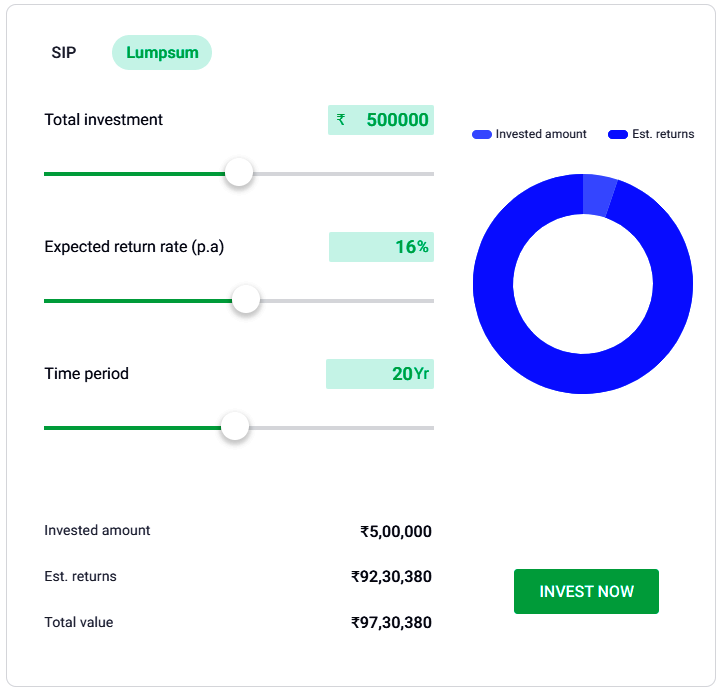 SIP Lumpsum
Total investment ₹ 500000
Invested amount Est. returns
Expected return rate (p.a) 16%
Time period 20Yr
Invested amount ₹5,00,000
Est. returns ₹92,30,380
INVEST NOW
Total value ₹97,30,380